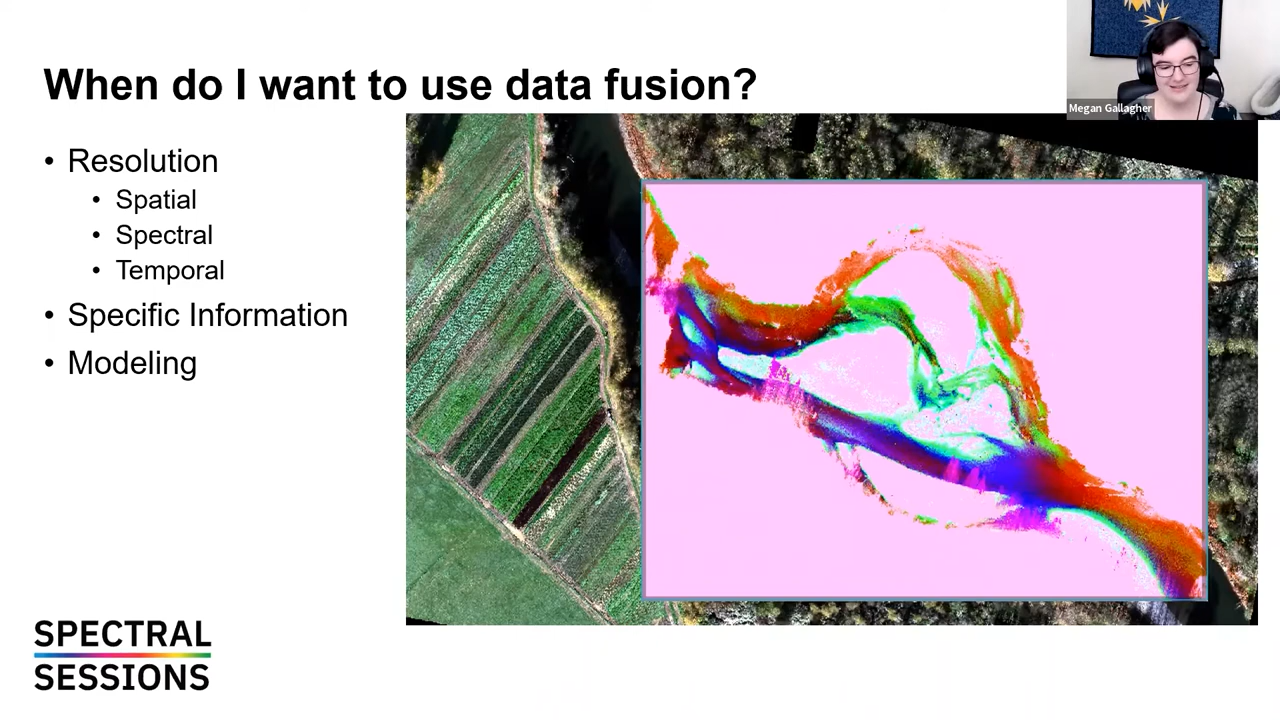 When do I want to use data fusion?
Megan Gallagher
• Resolution
• Spatial
• Spectral
• Temporal
• Specific Information
• Modeling
SPECTRAL
SESSIONS